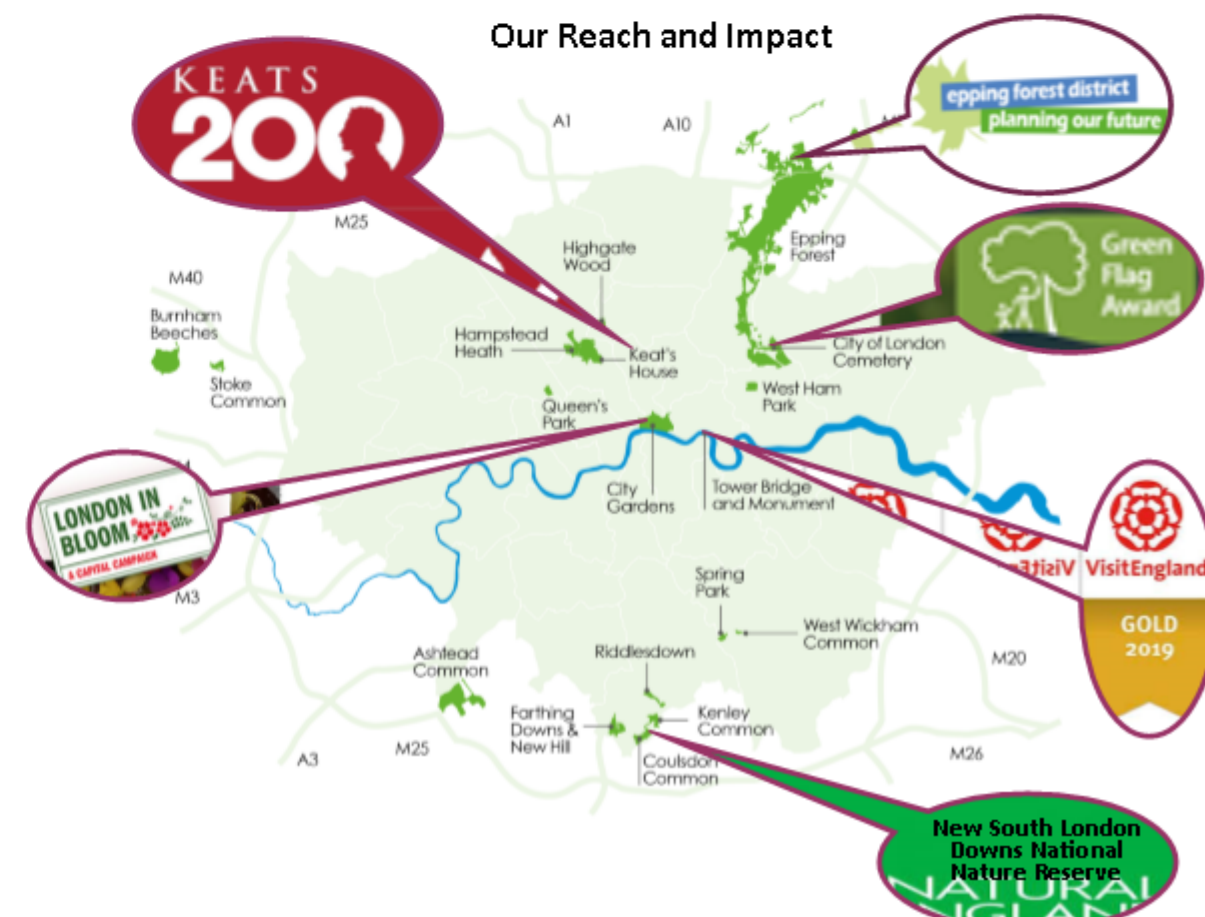 Our Reach and Impact
KEATS
200
epping forest district
planning our future
A1
A10
M25
Highgate
Wood
Epping
Forest
Green
Flag
Award
M40
Burnham
Beeches
Stoke
Common
Hampstead
Heath
Keat's
House
City of London
Cemetery
Queen's
Park
West Ham
Park
LONDON IN
BLOOM
A CAPITAL CAMPAIGN
City
Gardens
Tower Bridge
and Monument
VisitEngland
GOLD
2019
M3
Spring
Park
West Wickham
Common
Ashtead
Common
Riddlesdown
M20
Farthing
Downs &
New Hill
Kenley
Common
Coulsdon
Common
A3
M25
M26
New South London
Downs National
Nature Reserve
NATURAL
ENGLAND